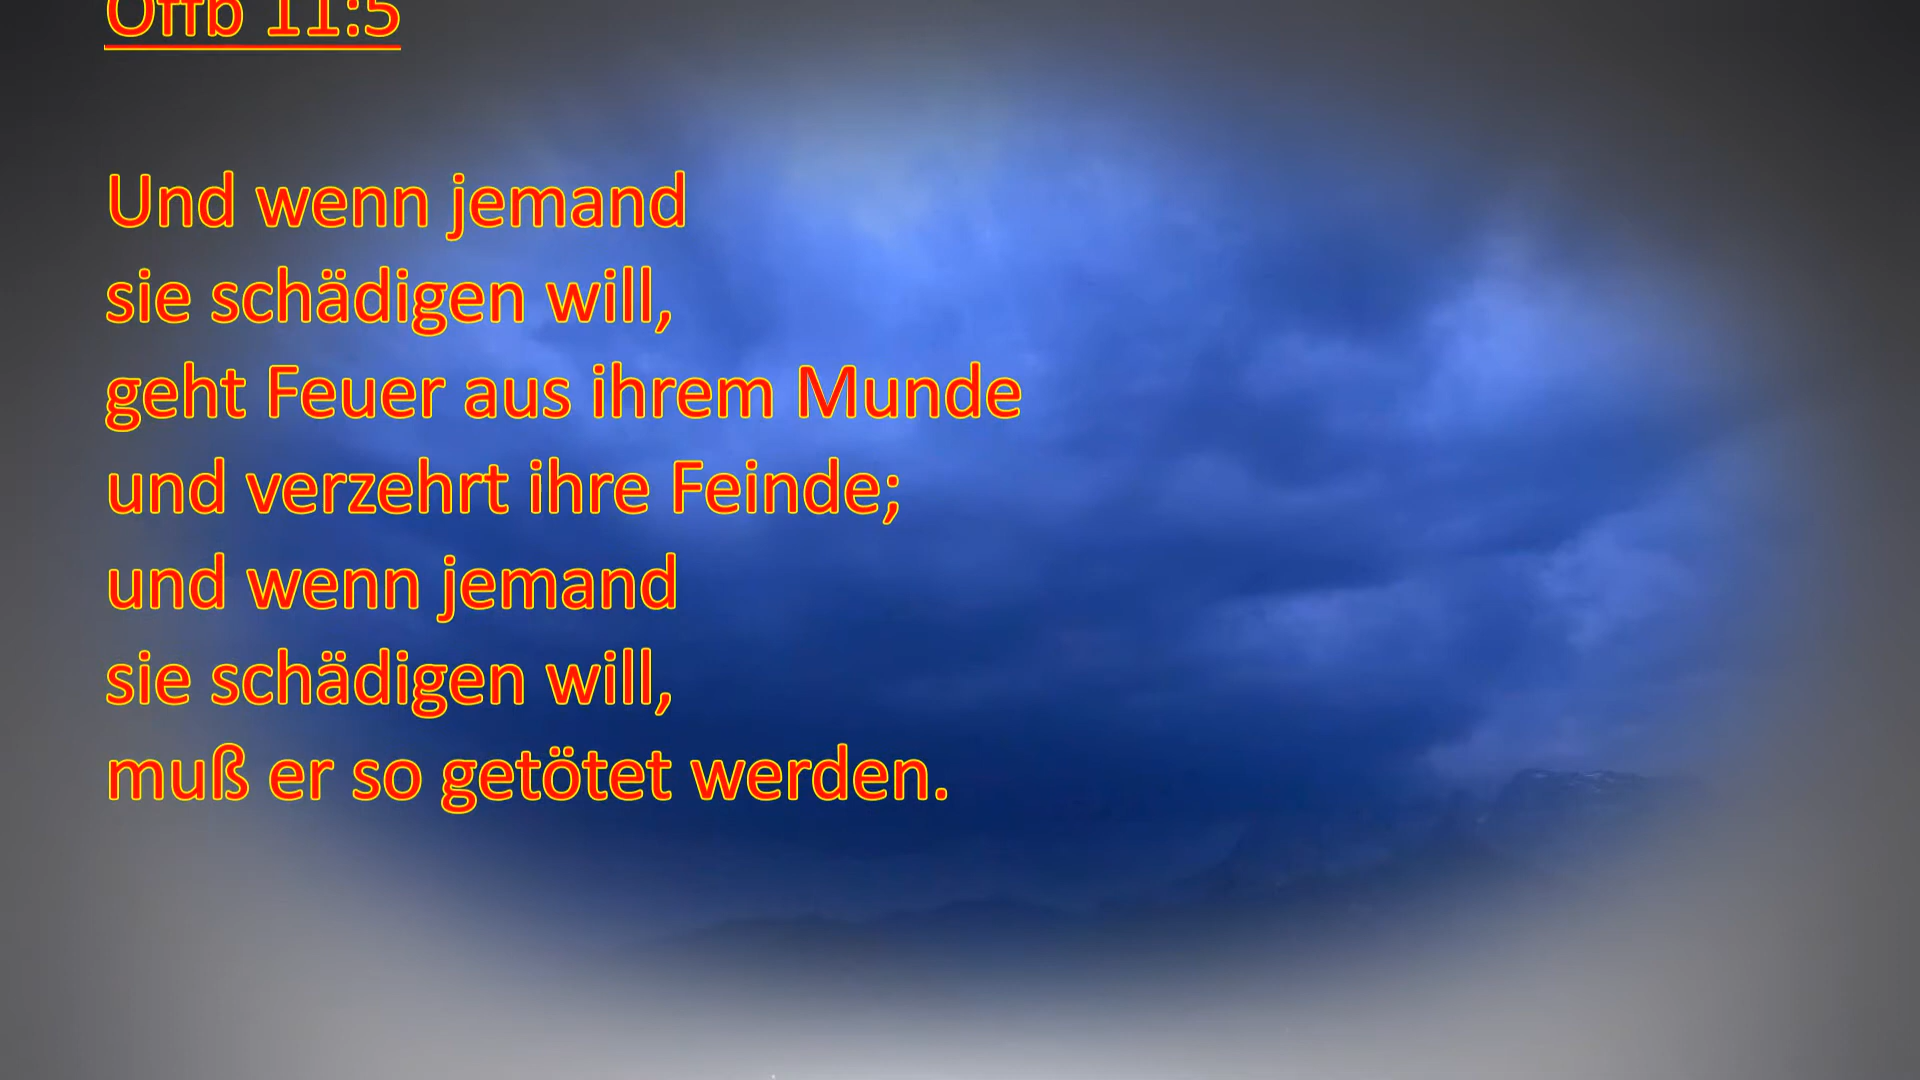 Offb 11:5
Und wenn jemand
sie schädigen will,
geht Feuer aus ihrem Munde
und verzehrt ihre Feinde;
und wenn jemand
sie schädigen will,
muß er so getötet werden.